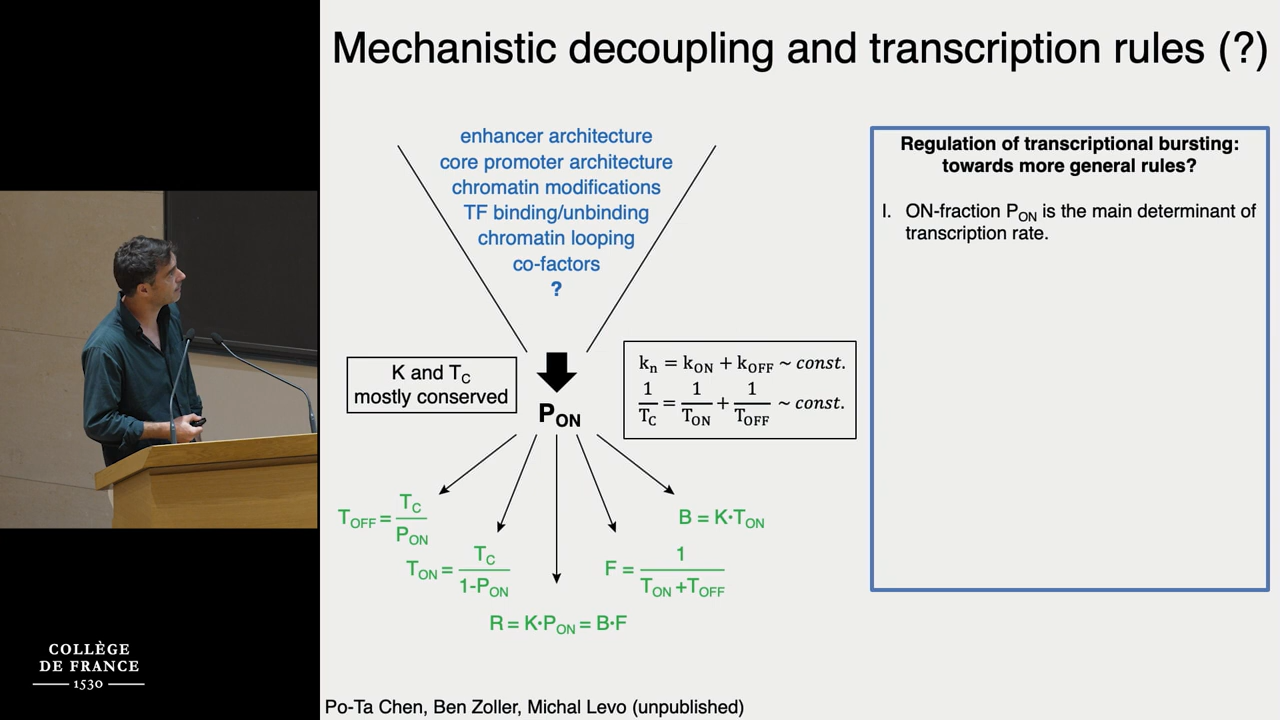 Mechanistic decoupling and transcription rules (?)
enhancer architecture
core promoter architecture
chromatin modifications
TF binding/unbinding
chromatin looping
co-factors
?
K and T_C
mostly conserved
P_ON
k_n = k_ON + k_OFF ~ const.
1/T_C = 1/T_ON + 1/T_OFF ~ const.
T_OFF = T_C/P_ON
T_ON = T_C/1-P_ON
R = K·P_ON = B·F
F = 1/T_ON +T_OFF
B = K·T_ON
Regulation of transcriptional bursting:
towards more general rules?
I. ON-fraction P_ON is the main determinant of
transcription rate.
COLLÈGE
DE FRANCE
1530
Po-Ta Chen, Ben Zoller, Michal Levo (unpublished)